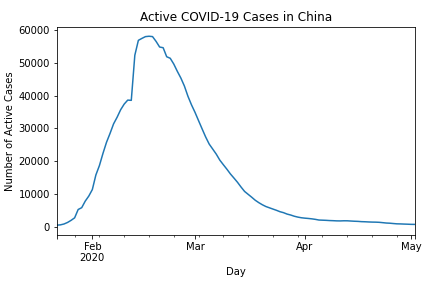 Active COVID-19 Cases in China
Number of Active Cases
60000
50000
40000
30000
20000
10000
0
Feb
2020
Mar
Apr
May
Day